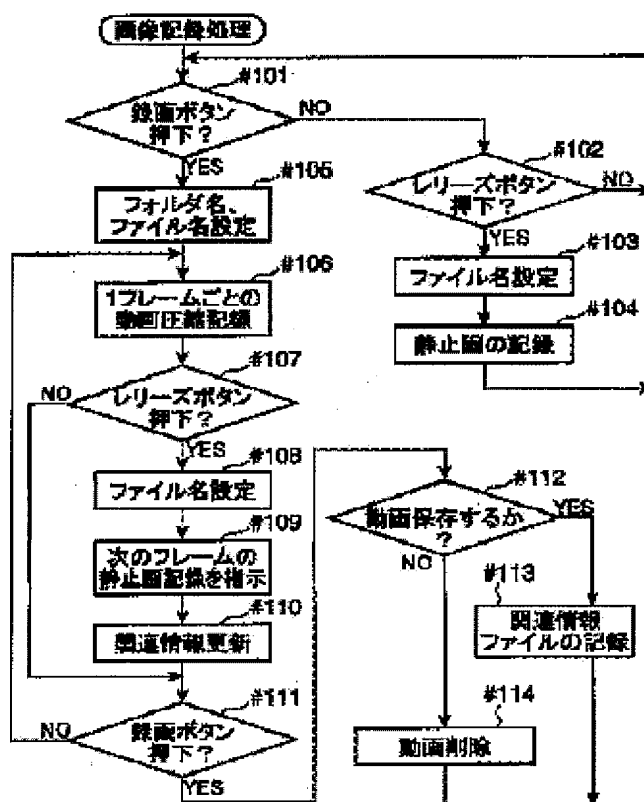 画像記録処理
#101
録画ボタン
押下?
NO
YES
#102
レリーズボタン
押下?
NO
YES
#103
ファイル名設定
#104
静止画の記録
#105
フォルダ名、
ファイル名設定
#106
1フレームごとの
動画圧縮記録
#107
レリーズボタン
押下?
NO
YES
#108
ファイル名設定
#109
次のフレームの
静止画記録を指示
#110
関連情報更新
#111
録画ボタン
押下?
NO
YES
#112
動画保存するか
?
YES
NO
#113
関連情報
ファイルの記録
#114
動画削除